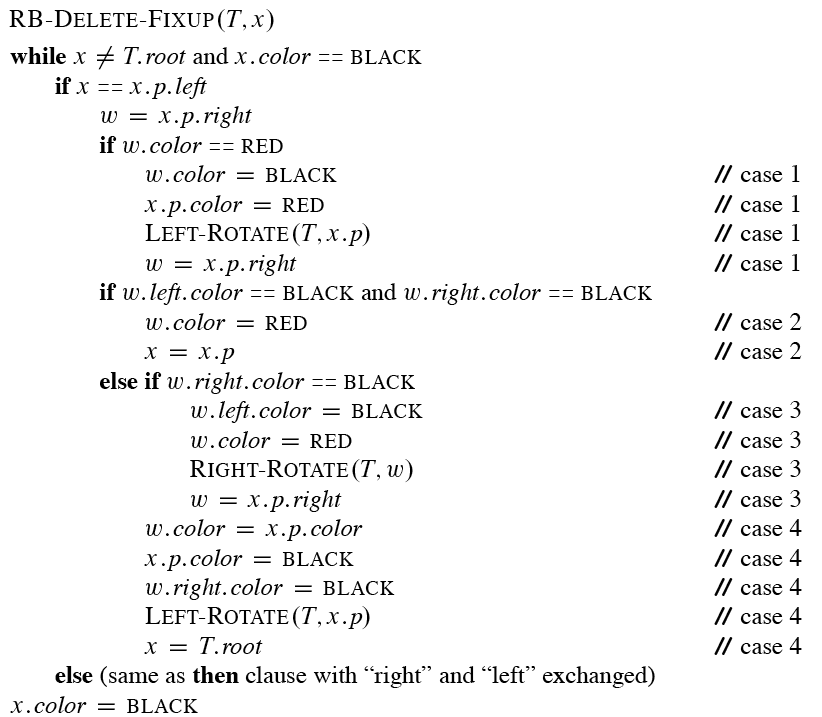 RB-DELETE-FIXUP(T, x)
while x ≠ T.root and x.color == BLACK
if x == x.p.left
w = x.p.right
if w.color == RED
w.color = BLACK // case 1
x.p.color = RED // case 1
LEFT-ROTATE(T, x.p) // case 1
w = x.p.right // case 1
if w.left.color == BLACK and w.right.color == BLACK
w.color = RED // case 2
x = x.p // case 2
else if w.right.color == BLACK
w.left.color = BLACK // case 3
w.color = RED // case 3
RIGHT-ROTATE(T, w) // case 3
w = x.p.right // case 3
w.color = x.p.color // case 4
x.p.color = BLACK // case 4
w.right.color = BLACK // case 4
LEFT-ROTATE(T, x.p) // case 4
x = T.root // case 4
else (same as then clause with “right” and “left” exchanged)
x.color = BLACK